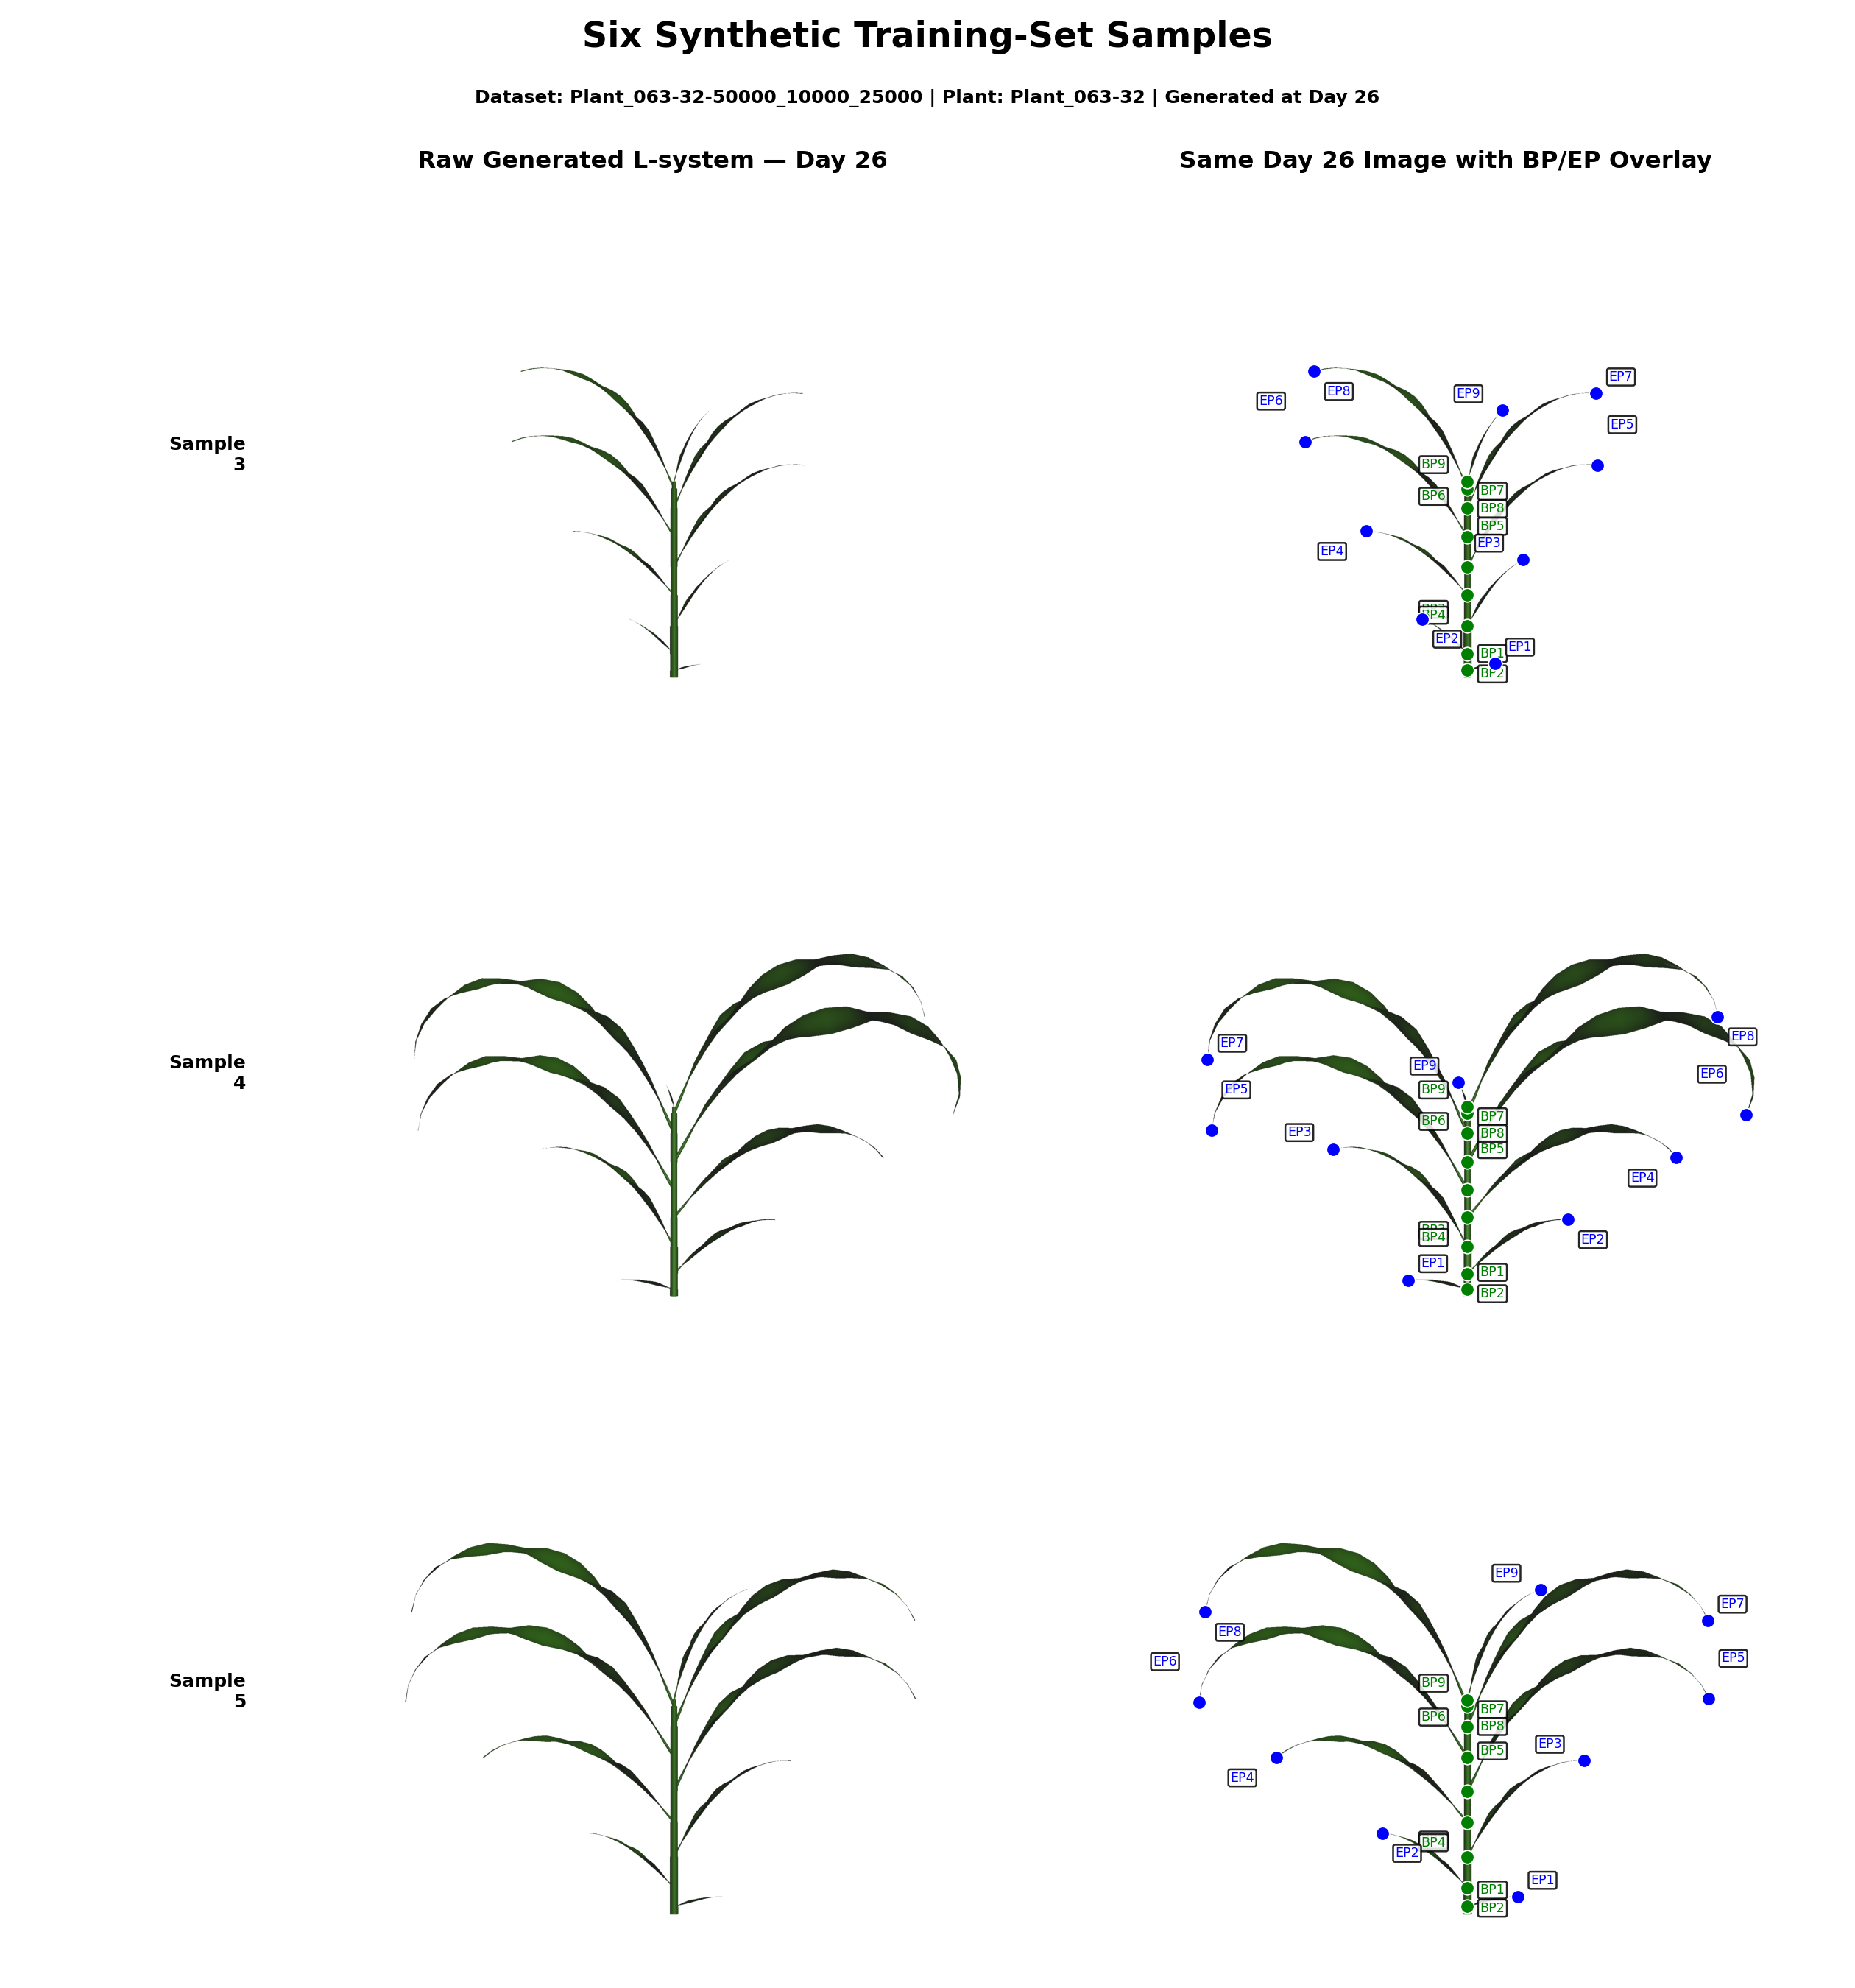 Six Synthetic Training-Set Samples
Dataset: Plant_063-32-50000_10000_25000 | Plant: Plant_063-32 | Generated at Day 26
Raw Generated L-system — Day 26
Same Day 26 Image with BP/EP Overlay
Sample
3
EP7
EP8
EP9
EP6
EP5
BP9
BP7
BP6
BP8
BP5
EP3
EP4
BP4
EP2
EP1
BP1
BP2
Sample
4
EP8
EP7
EP9
EP6
EP5
BP9
BP7
BP6
EP3
BP8
BP5
EP4
BP4
EP2
EP1
BP1
BP2
Sample
5
EP9
EP7
EP8
EP6
EP5
BP9
BP7
BP6
BP8
EP3
BP5
EP4
BP4
EP2
EP1
BP1
BP2